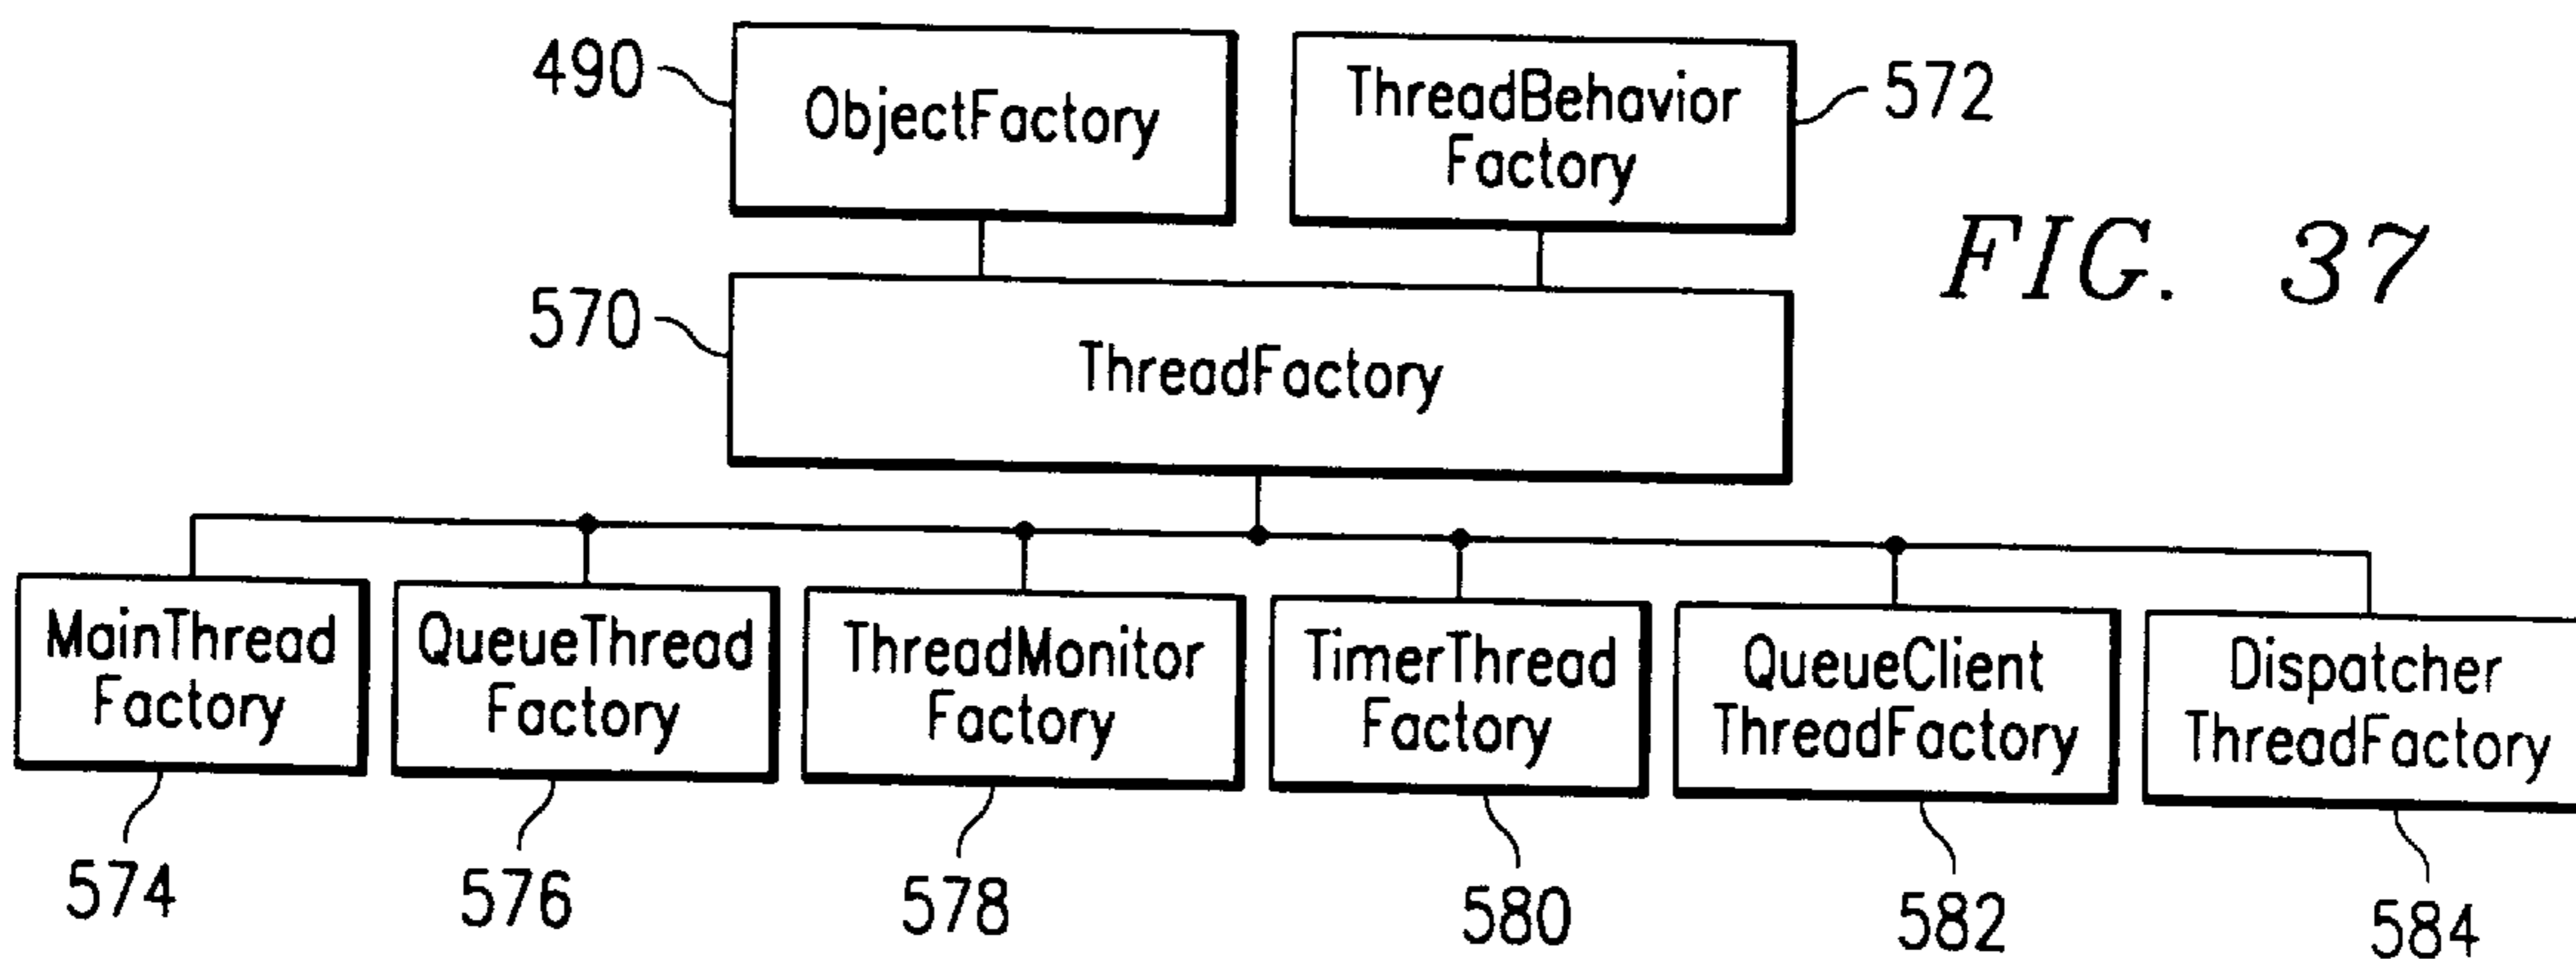 490
ObjectFactory
ThreadBehavior
Factory
572
FIG. 37
570
ThreadFactory
MainThread
Factory
QueueThread
Factory
ThreadMonitor
Factory
TimerThread
Factory
QueueClient
ThreadFactory
Dispatcher
ThreadFactory
574
576
578
580
582
584